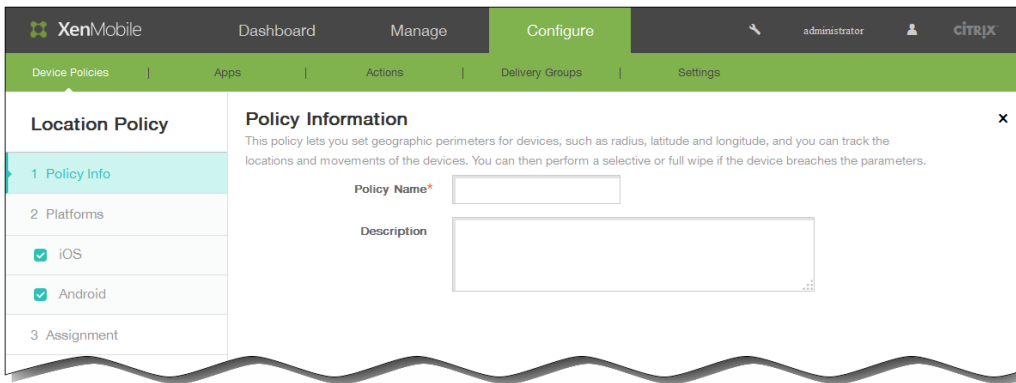 XenMobile Dashboard Manage Configure administrator CİTRIX
Device Policies | Apps | Actions | Delivery Groups | Settings
Location Policy
1 Policy Info
2 Platforms
iOS
Android
3 Assignment
Policy Information x
This policy lets you set geographic perimeters for devices, such as radius, latitude and longitude, and you can track the
locations and movements of the devices. You can then perform a selective or full wipe if the device breaches the parameters.
Policy Name*
Description